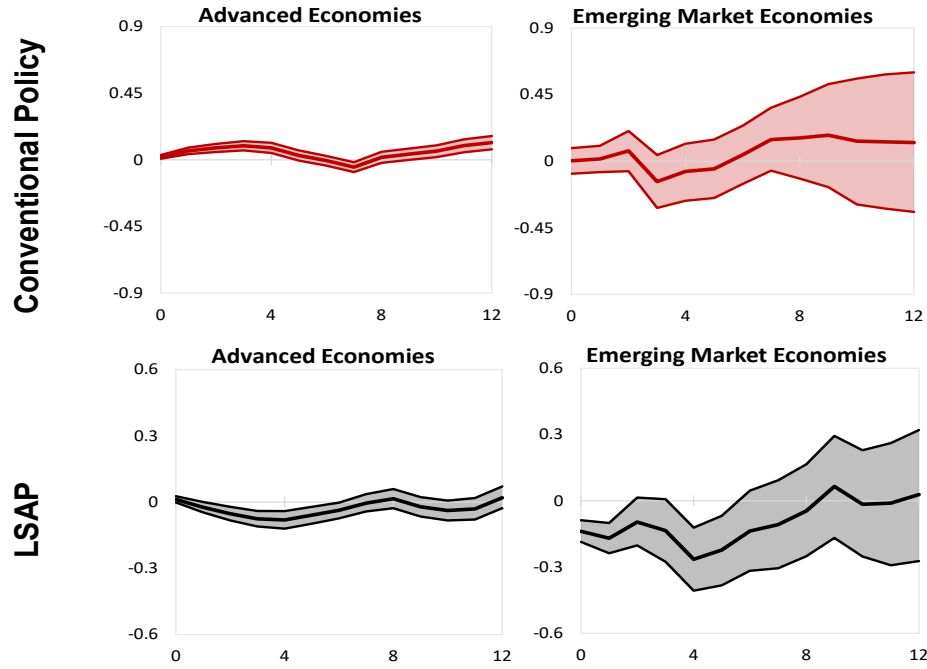 Conventional Policy
Advanced Economies
0.9
0.45
0
-0.45
-0.9
0 4 8 12
Emerging Market Economies
0.9
0.45
0
-0.45
-0.9
0 4 8 12
LSAP
Advanced Economies
0.6
0.3
0
-0.3
-0.6
0 4 8 12
Emerging Market Economies
0.6
0.3
0
-0.3
-0.6
0 4 8 12